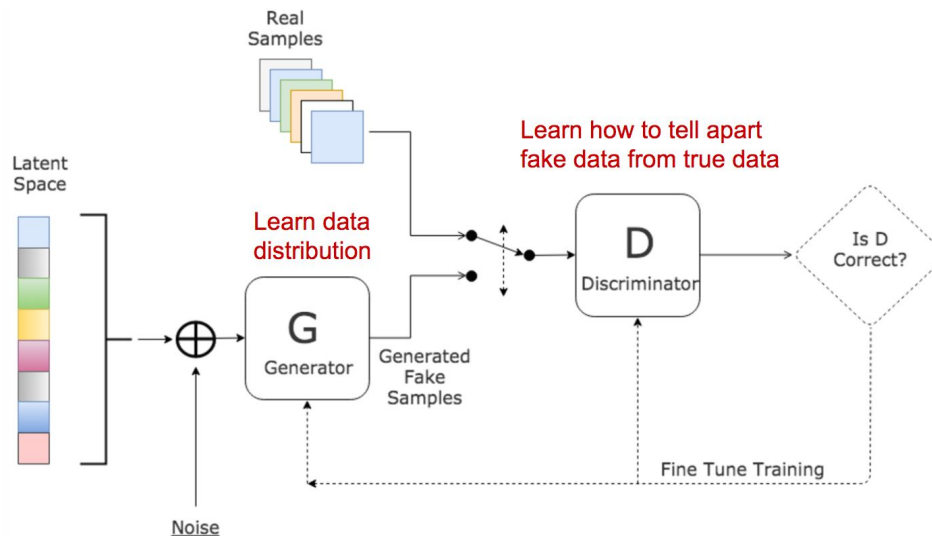 Real
Samples
Learn how to tell apart
fake data from true data
Latent
Space
Learn data
distribution
D
Discriminator
Is D
Correct?
G
Generator
Generated
Fake
Samples
Fine Tune Training
Noise